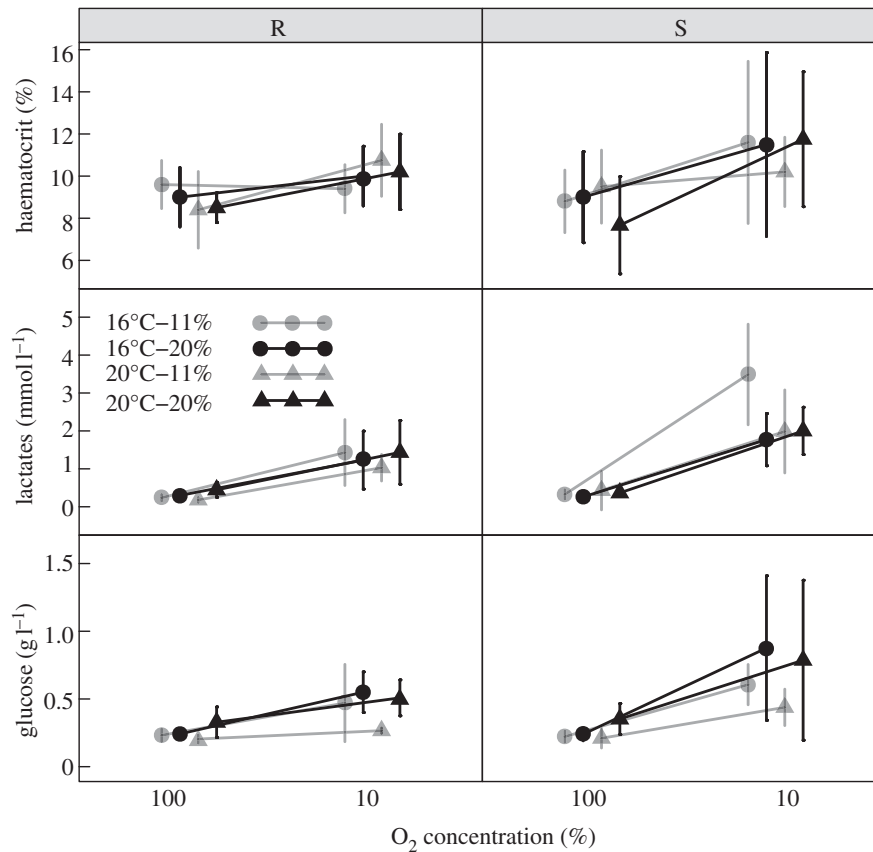 R S
haematocrit (%)
16
14
12
10
8
6
lactates (mmol l⁻¹)
5
4
3
2
1
0
16°C–11%
16°C–20%
20°C–11%
20°C–20%
glucose (g l⁻¹)
1.5
1.0
0.5
0
100 10 100 10
O₂ concentration (%)